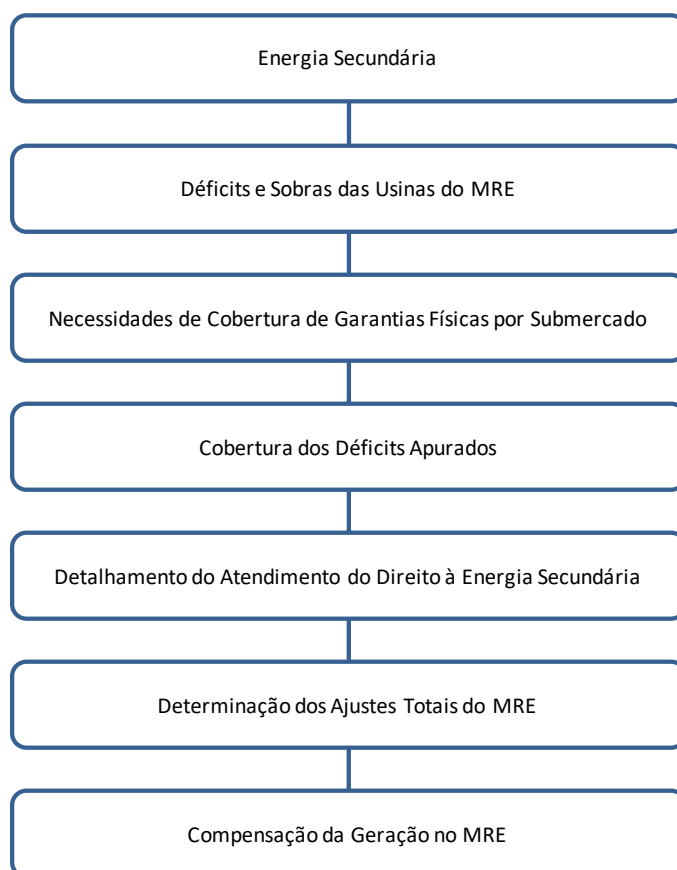 Energia Secundária
Déficits e Sobras das Usinas do MRE
Necessidades de Cobertura de Garantias Físicas por Submercado
Cobertura dos Déficits Apurados
Detalhamento do Atendimento do Direito à Energia Secundária
Determinação dos Ajustes Totais do MRE
Compensação da Geração no MRE